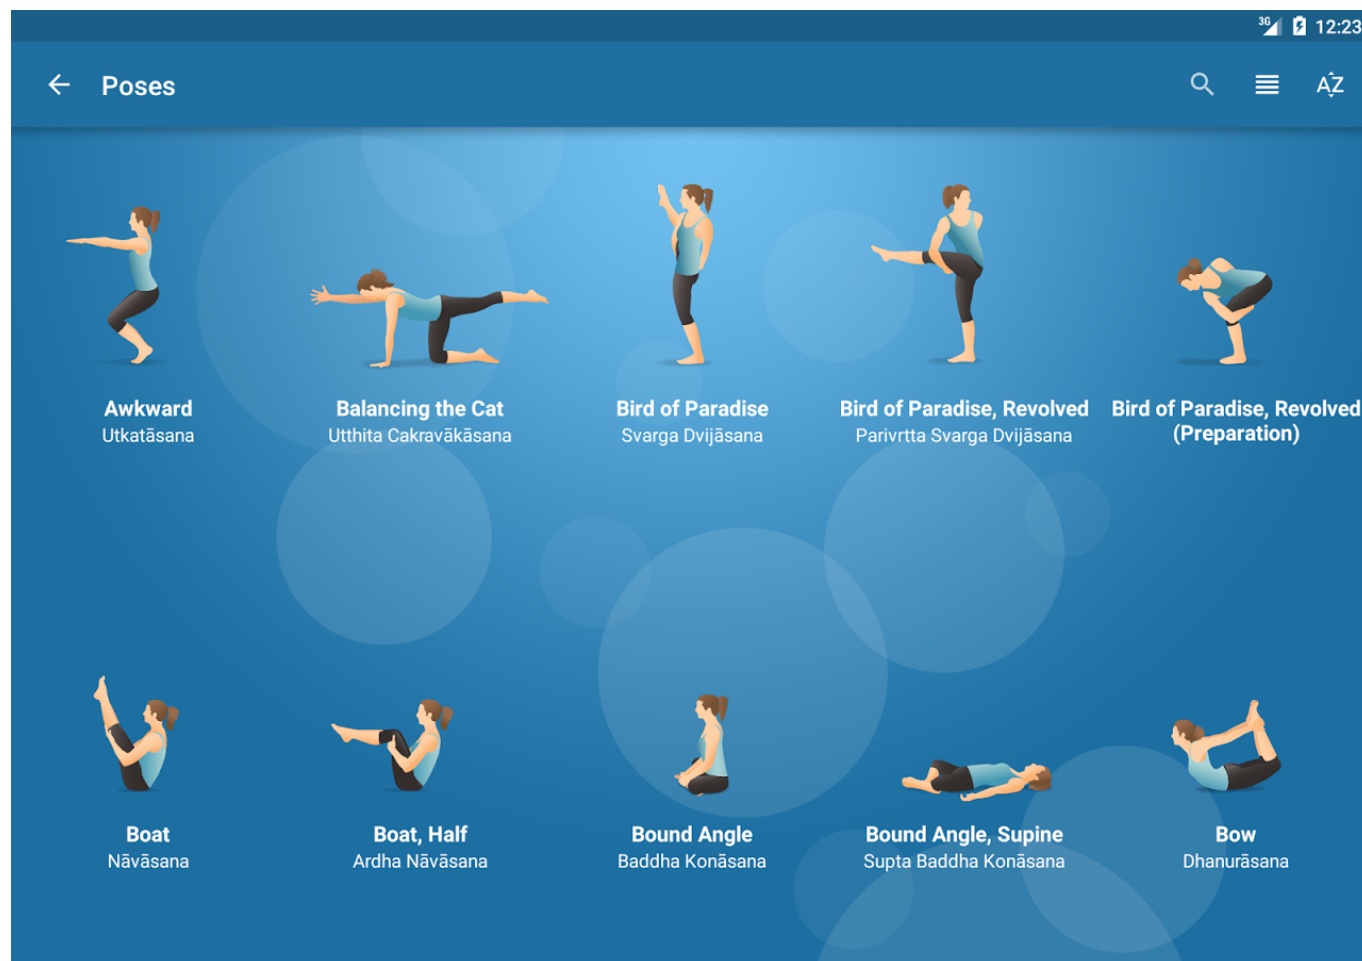 3G 12:23
Poses
AZ
Awkward
Utkatāsana
Balancing the Cat
Utthita Cakravākāsana
Bird of Paradise
Svarga Dvijāsana
Bird of Paradise, Revolved
Parivrtta Svarga Dvijāsana
Bird of Paradise, Revolved
(Preparation)
Boat
Nāvāsana
Boat, Half
Ardha Nāvāsana
Bound Angle
Baddha Konāsana
Bound Angle, Supine
Supta Baddha Konāsana
Bow
Dhanurāsana